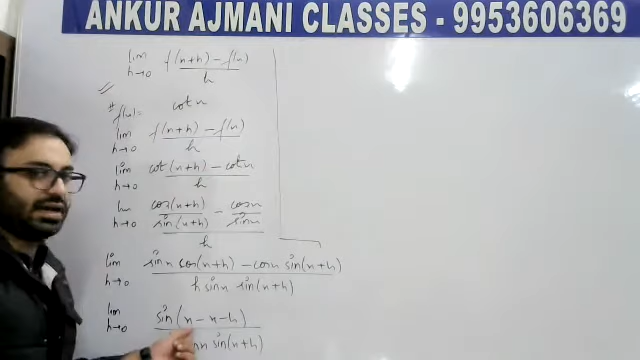 ANKUR AJMANI CLASSES - 9953606369
lim h→0 f(x+h) - f(x) / h
# f(x) = cot x
lim h→0 f(x+h) - f(x) / h
lim h→0 cot(x+h) - cot x / h
lim h→0 cos(x+h) / sin(x+h) - cos x / sin x / h
lim h→0 sin x cos(x+h) - cos x sin(x+h) / h sin x sin(x+h)
lim h→0 sin(x - x - h) / sin(x+h)